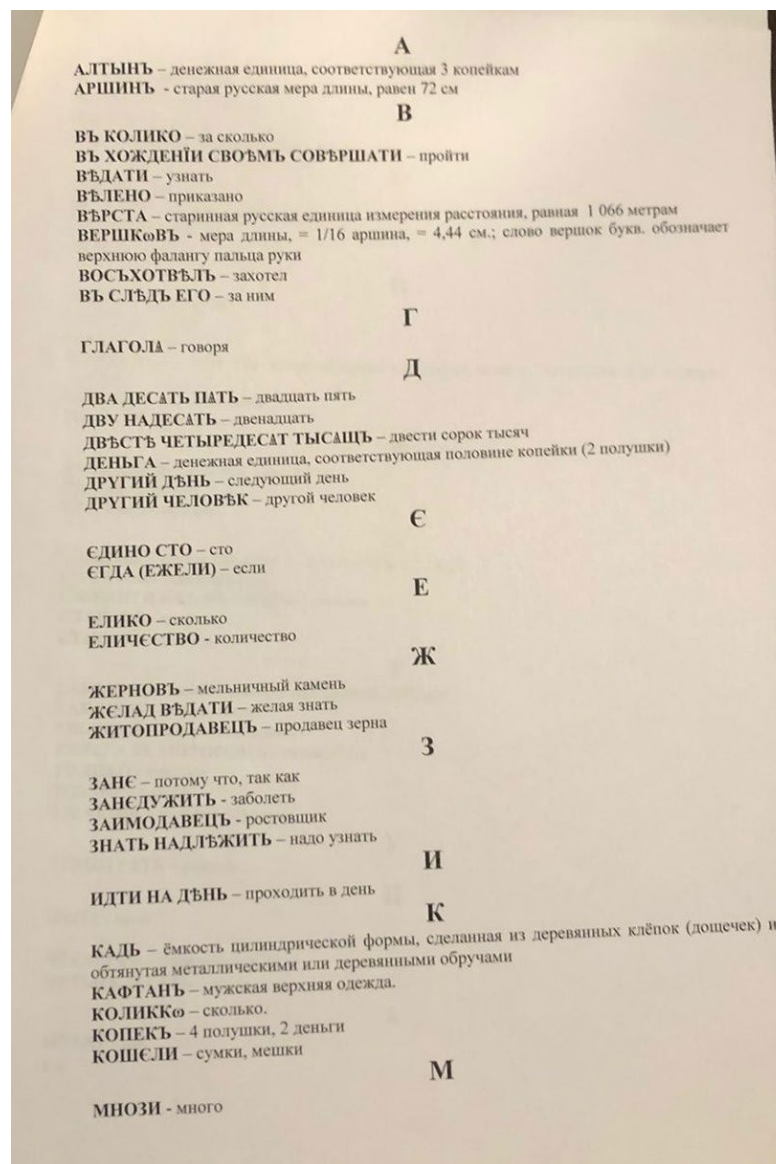 А
АЛТЫНЪ – денежная единица, соответствующая 3 копейкам
АРШИНЪ - старая русская мера длины, равен 72 см
В
ВЪ КОЛИКО – за сколько
ВЪ ХОЖДЕНЇИ СВОѢМЪ СОВѢРШАТИ – пройти
ВѢДАТИ – узнать
ВѢЛЕНО – приказано
ВѢРСТА – старинная русская единица измерения расстояния, равная 1 066 метрам
ВЕРШКѡВЪ - мера длины, = 1/16 аршина, = 4,44 см.; слово вершок букв. обозначает
верхнюю фалангу пальца руки
ВОСЪХОТВѢЛЪ – захотел
ВЪ СЛѢДЪ ЕГО – за ним
Г
ГЛАГОЛѦ – говоря
Д
ДВА ДЕСѦТЬ ПѦТЬ – двадцать пять
ДВУ НАДЕСѦТЬ – двенадцать
ДВѢСТѢ ЧЕТЫРЕДЕСѦТ ТЫСѦЩЪ – двести сорок тысяч
ДЕНЬГА – денежная единица, соответствующая половине копейки (2 полушки)
ДРУГИЙ ДѢНЬ – следующий день
ДРУГИЙ ЧЕЛОВѢК – другой человек
Є
ЄДИНО СТО – сто
ЄГДА (ЕЖЕЛИ) – если
Е
ЕЛИКО – сколько
ЕЛИЧЄСТВО - количество
Ж
ЖЕРНОВЪ – мельничный камень
ЖЄЛАД ВѢДАТИ – желая знать
ЖИТОПРОДАВЕЦЪ – продавец зерна
З
ЗАНЄ – потому что, так как
ЗАНЄДУЖИТЬ - заболеть
ЗАИМОДАВЕЦЪ - ростовщик
ЗНАТЬ НАДЛѢЖИТЬ – надо узнать
И
ИДТИ НА ДѢНЬ – проходить в день
К
КАДЬ – ёмкость цилиндрической формы, сделанная из деревянных клёпок (дощечек) и
обтянутая металлическими или деревянными обручами
КАФТАНЪ – мужская верхняя одежда.
КОЛИККѡ – сколько.
КОПЕКЪ – 4 полушки, 2 деньги
КОШЄЛИ – сумки, мешки
М
МНОЗИ - много